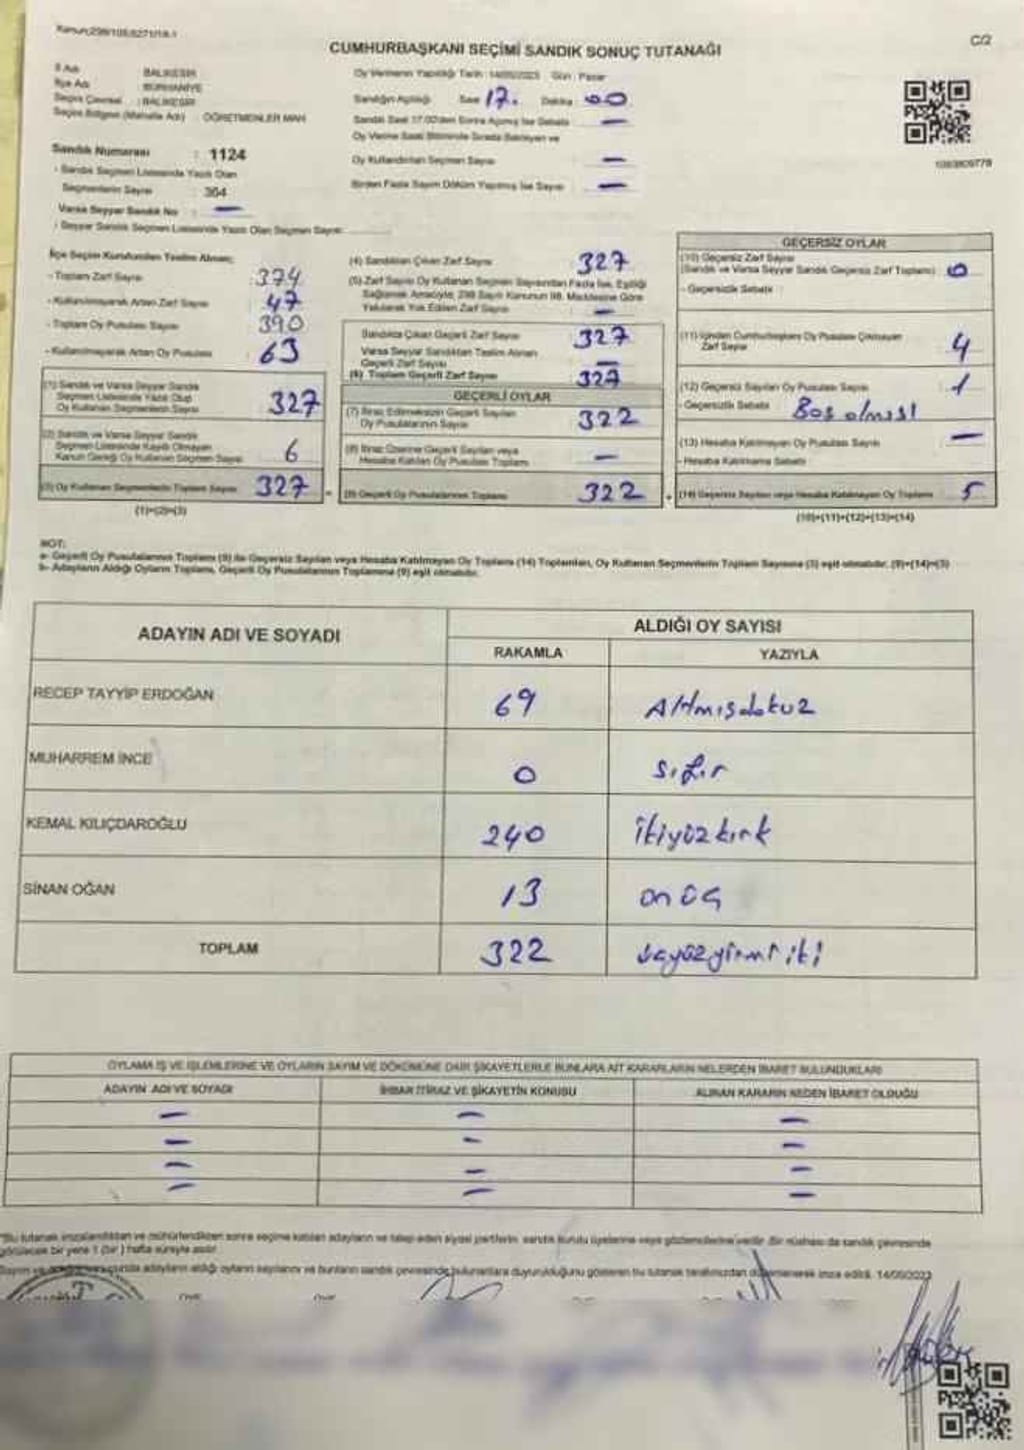 Kanun:298/105,6271/18-1
C/2
CUMHURBAŞKANI SEÇİMİ SANDIK SONUÇ TUTANAĞI
İl Adı : BALIKESİR
İlçe Adı : BURHANİYE
Seçim Çevresi : BALIKESİR
Seçim Bölgesi (Mahalle Adı) ÖĞRETMENLER MAH
Sandık Numarası : 1124
- Sandık Seçmen Listesinde Yazılı Olan
Seçmenlerin Sayısı : 364
Varsa Seyyar Sandık No : —
- Seyyar Sandık Seçmen Listesinde Yazılı Olan Seçmen Sayısı:
Oy Vermenin Yapıldığı Tarih : 14/05/2023 Gün : Pazar
Sandığın Açıldığı Saat 17. Dakika 00
Sandık Saat 17.00'den Sonra Açılmış İse Sebebi —
Oy Verme Saati Bitiminde Sırada Bekleyen ve
Oy Kullandırılan Seçmen Sayısı —
Birden Fazla Sayım Döküm Yapılmış İse Sayısı —
İlçe Seçim Kurulundan Teslim Alınan;
- Toplam Zarf Sayısı : 374
- Kullanılmayarak Artan Zarf Sayısı : 47
- Toplam Oy Pusulası Sayısı : 390
- Kullanılmayarak Artan Oy Pusulası : 63
(1) Sandık ve Varsa Seyyar Sandık
Seçmen Listesinde Yazılı Olup
Oy Kullanan Seçmenlerin Sayısı 327
(2) Sandık ve Varsa Seyyar Sandık
Seçmen Listesinde Kayıtlı Olmayan
Kanun Gereği Oy Kullanan Seçmen Sayısı 6
(3) Oy Kullanan Seçmenlerin Toplam Sayısı 327
(1)+(2)=(3)
(4) Sandıktan Çıkan Zarf Sayısı 327
(5) Zarf Sayısı Oy Kullanan Seçmen Sayısından Fazla İse, Eşitliği
Sağlamak Amacıyla, 298 Sayılı Kanunun 98. Maddesine Göre
Yakılarak Yok Edilen Zarf Sayısı —
Sandıkta Çıkan Geçerli Zarf Sayısı 327
Varsa Seyyar Sandıktan Teslim Alınan
Geçerli Zarf Sayısı —
(6) Toplam Geçerli Zarf Sayısı 327
GEÇERLİ OYLAR
(7) İtiraz Edilmeksizin Geçerli Sayılan
Oy Pusulalarının Sayısı 322
(8) İtiraz Üzerine Geçerli Sayılan veya
Hesaba Katılan Oy Pusulası Toplamı —
(9) Geçerli Oy Pusulalarının Toplamı 322
GEÇERSİZ OYLAR
(10) Geçersiz Zarf Sayısı
(Sandık ve Varsa Seyyar Sandık Geçersiz Zarf Toplamı) 0
- Geçersizlik Sebebi :
(11) İçinden Cumhurbaşkanı Oy Pusulası Çıkmayan
Zarf Sayısı 4
(12) Geçersiz Sayılan Oy Pusulası Sayısı 1
- Geçersizlik Sebebi : Boş olması
(13) Hesaba Katılmayan Oy Pusulası Sayısı —
- Hesaba Katılmama Sebebi :
(14) Geçersiz Sayılan veya Hesaba Katılmayan Oy Toplamı 5
(10)+(11)+(12)+(13)=(14)
NOT:
a- Geçerli Oy Pusulalarının Toplamı (9) ile Geçersiz Sayılan veya Hesaba Katılmayan Oy Toplamı (14) Toplamları, Oy Kullanan Seçmenlerin Toplam Sayısına (3) eşit olmalıdır. (9)+(14)=(3)
b- Adayların Aldığı Oyların Toplamı, Geçerli Oy Pusulalarının Toplamına (9) eşit olmalıdır.
ADAYIN ADI VE SOYADI ALDIĞI OY SAYISI
RAKAMLA YAZIYLA
RECEP TAYYİP ERDOĞAN 69 Altmışdokuz
MUHARREM İNCE 0 sıfır
KEMAL KILIÇDAROĞLU 240 ikiyüzkırk
SİNAN OĞAN 13 onüç
TOPLAM 322 üçyüzyirmiiki
OYLAMA İŞ VE İŞLEMLERİNE VE OYLARIN SAYIM VE DÖKÜMÜNE DAİR ŞİKAYETLERLE BUNLARA AİT KARARLARIN NELERDEN İBARET BULUNDUKLARI
ADAYIN ADI VE SOYADI İHBAR İTİRAZ VE ŞİKAYETİN KONUSU ALINAN KARARIN NEDEN İBARET OLDUĞU
— — —
— — —
— — —
— — —
"Bu tutanak imzalandıktan ve mühürlendikten sonra seçime katılan adayların ve talep eden siyasi partilerin sandık kurulu üyelerine veya gözlemcilerine verilir. Bir nüshası da sandık çevresinde
görülecek bir yere 1 (bir) hafta süreyle asılır.
adayların aldığı oyların sayılarını ve bunların sandık çevresinde bulunanlara duyurulduğunu gösteren bu tutanak tarafımızdan düzenlenerek imza edildi. 14/05/2023